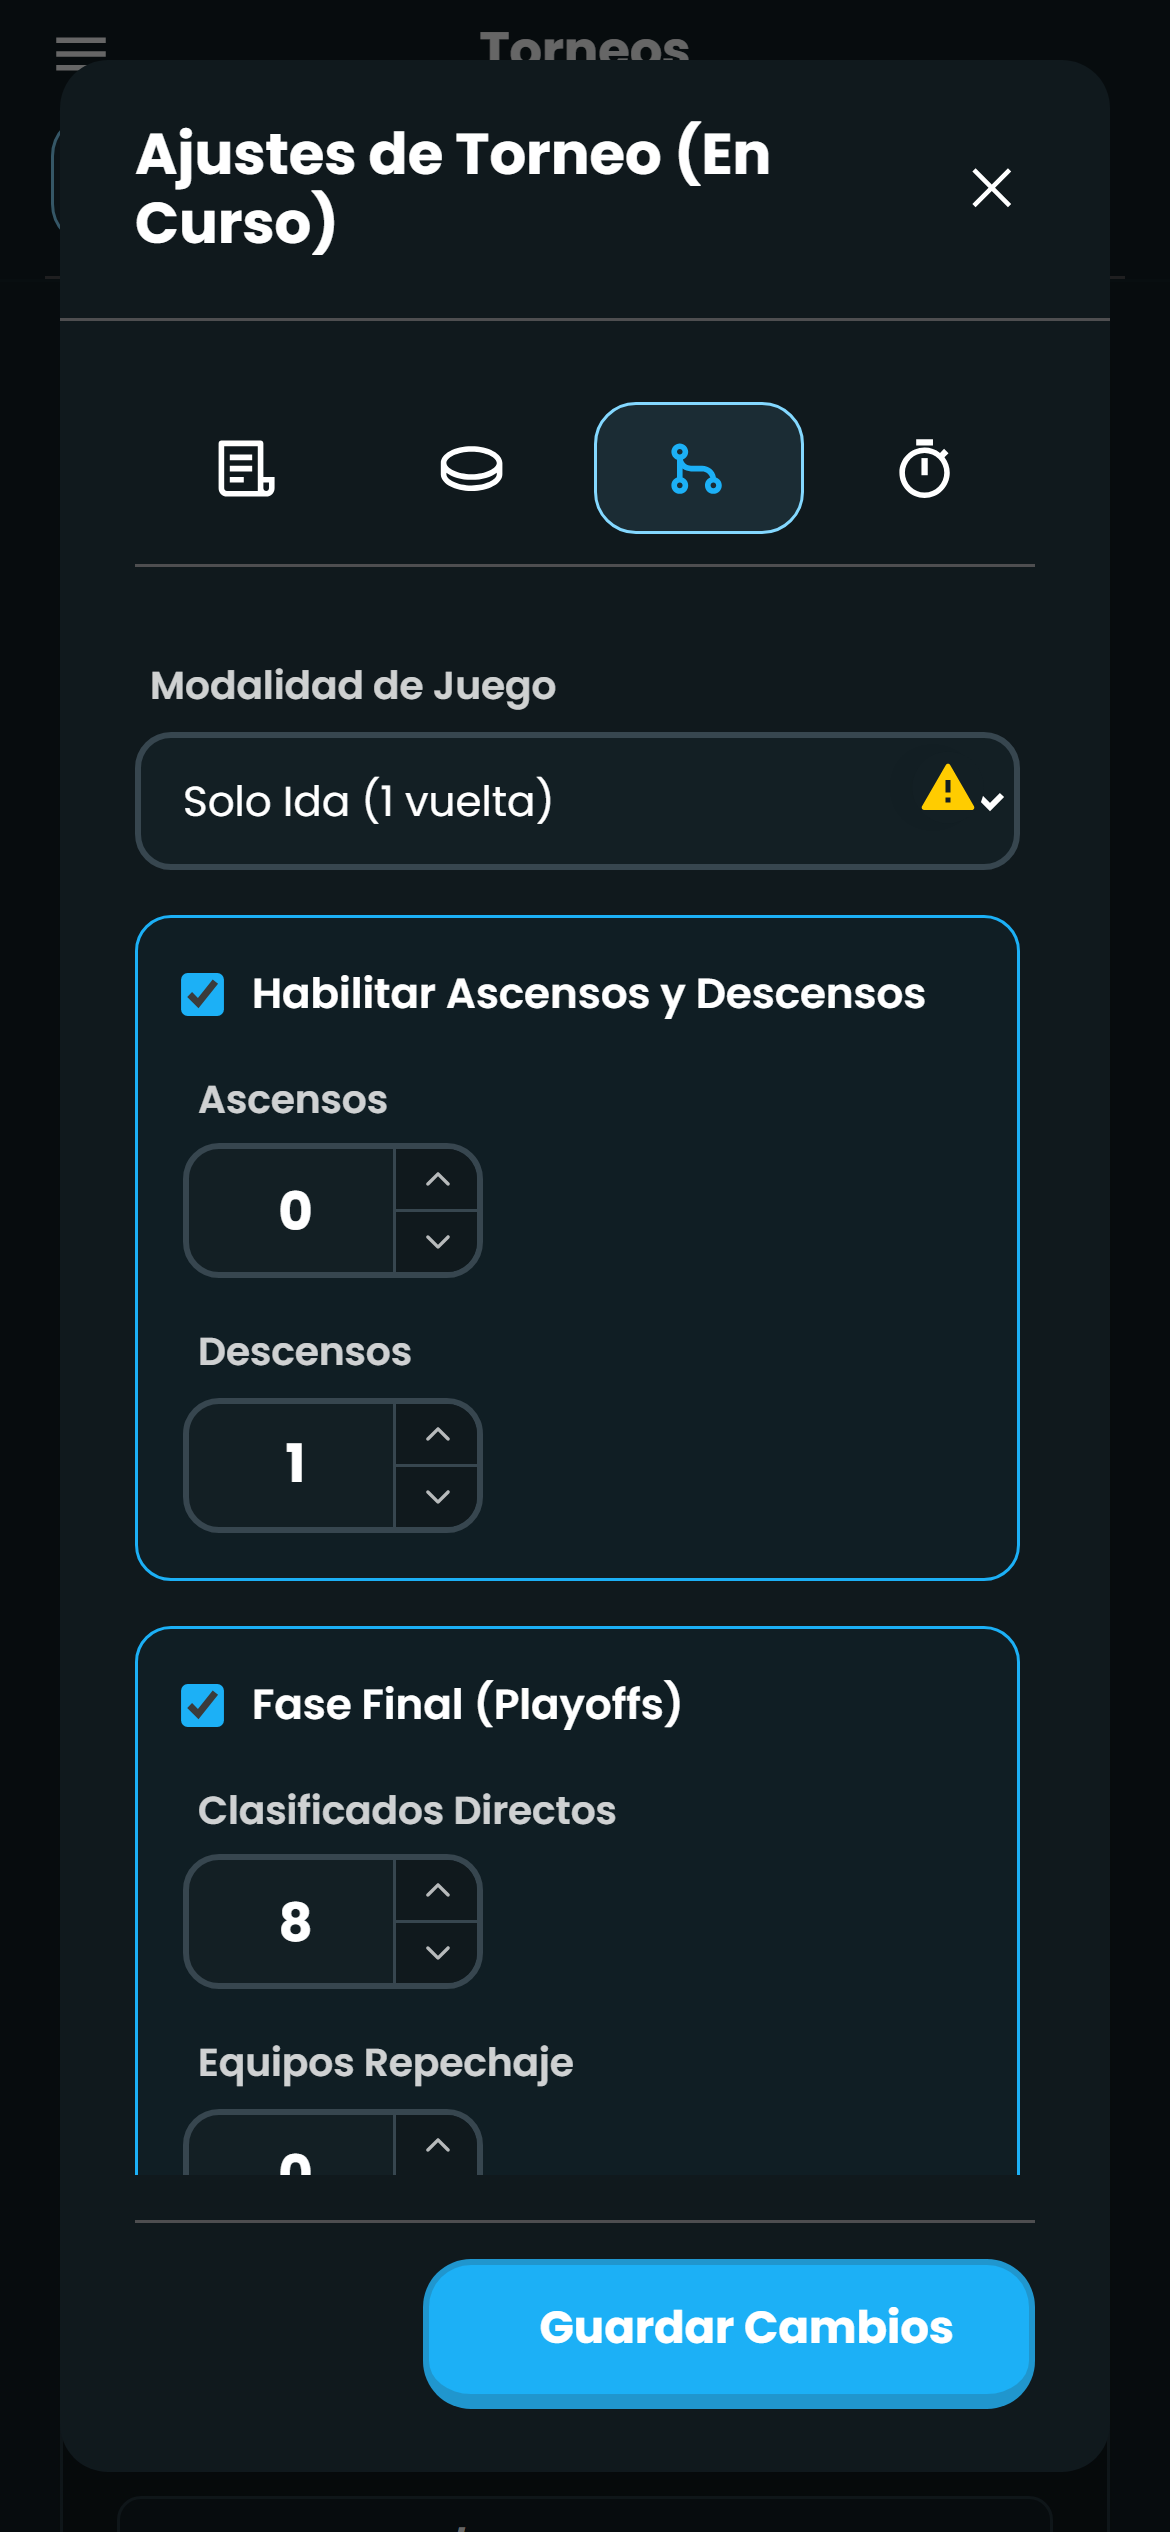 Torneos
Ajustes de Torneo (En
Curso)
Modalidad de Juego
Solo Ida (1 vuelta)
Habilitar Ascensos y Descensos
Ascensos
0
Descensos
1
Fase Final (Playoffs)
Clasificados Directos
8
Equipos Repechaje
0
Guardar Cambios